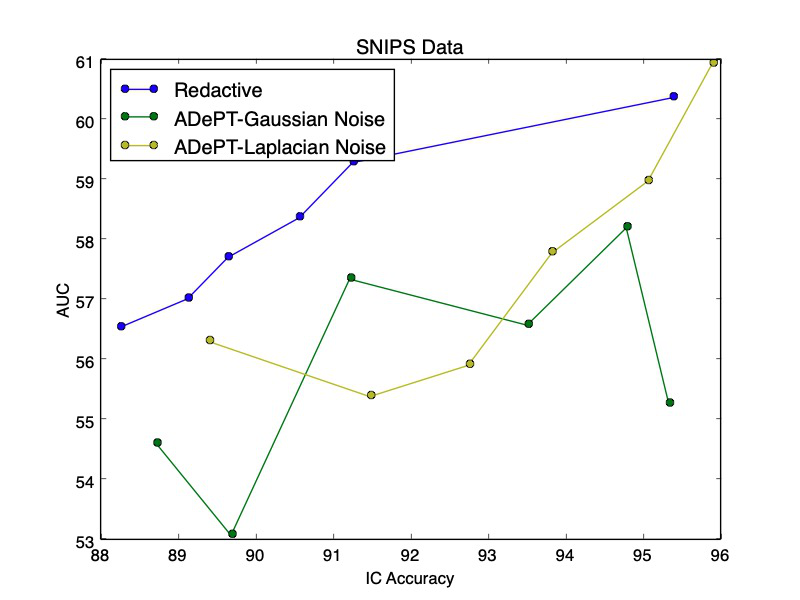 SNIPS Data
61
60
59
58
57
56
55
54
53
AUC
Redactive
ADePT-Gaussian Noise
ADePT-Laplacian Noise
88 89 90 91 92 93 94 95 96
IC Accuracy